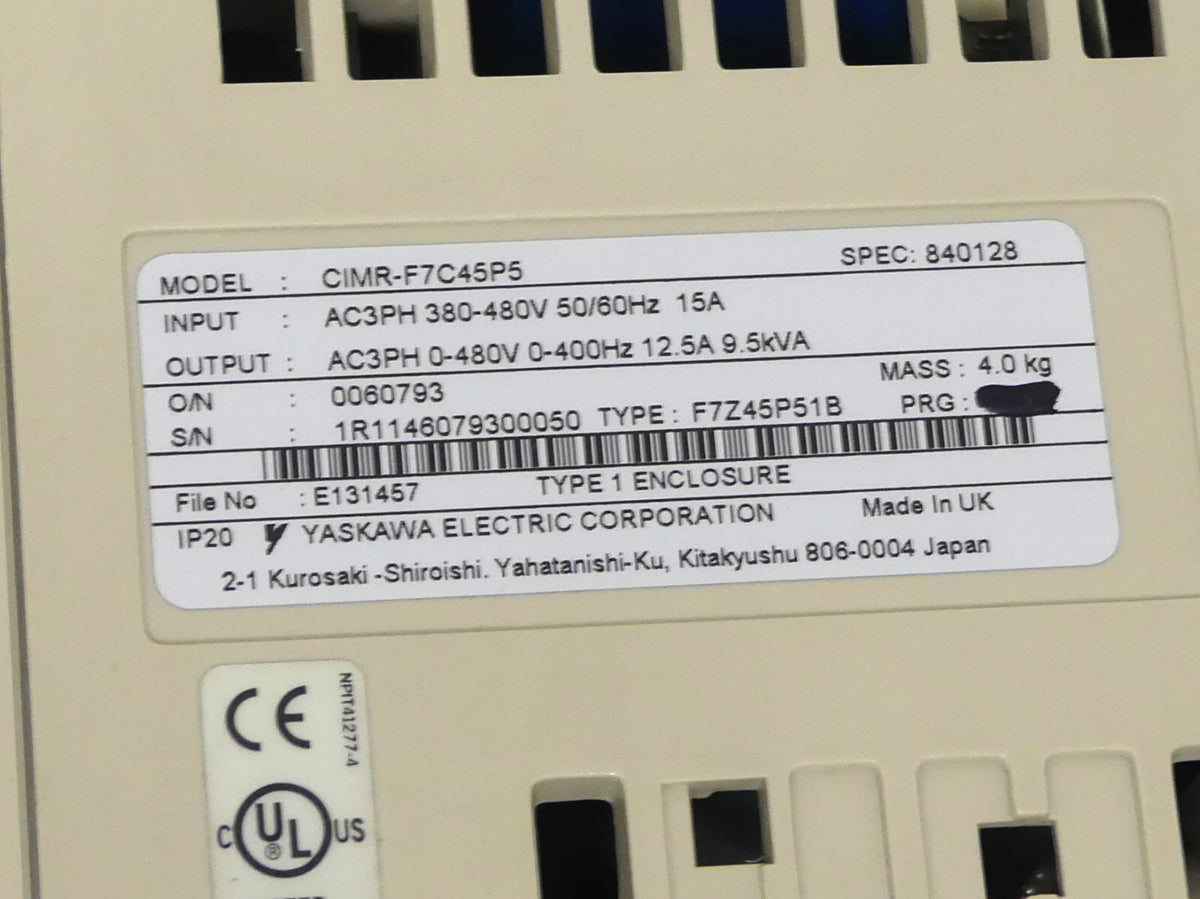 MODEL : CIMR-F7C45P5 SPEC: 840128
INPUT : AC3PH 380-480V 50/60Hz 15A
OUTPUT : AC3PH 0-480V 0-400Hz 12.5A 9.5kVA
O/N : 0060793 MASS : 4.0 kg
S/N : 1R1146079300050 TYPE : F7Z45P51B PRG :
File No : E131457 TYPE 1 ENCLOSURE
IP20 YASKAWA ELECTRIC CORPORATION Made In UK
2-1 Kurosaki -Shiroishi. Yahatanishi-Ku, Kitakyushu 806-0004 Japan
CE
NPIT41277-4
C UL ® US